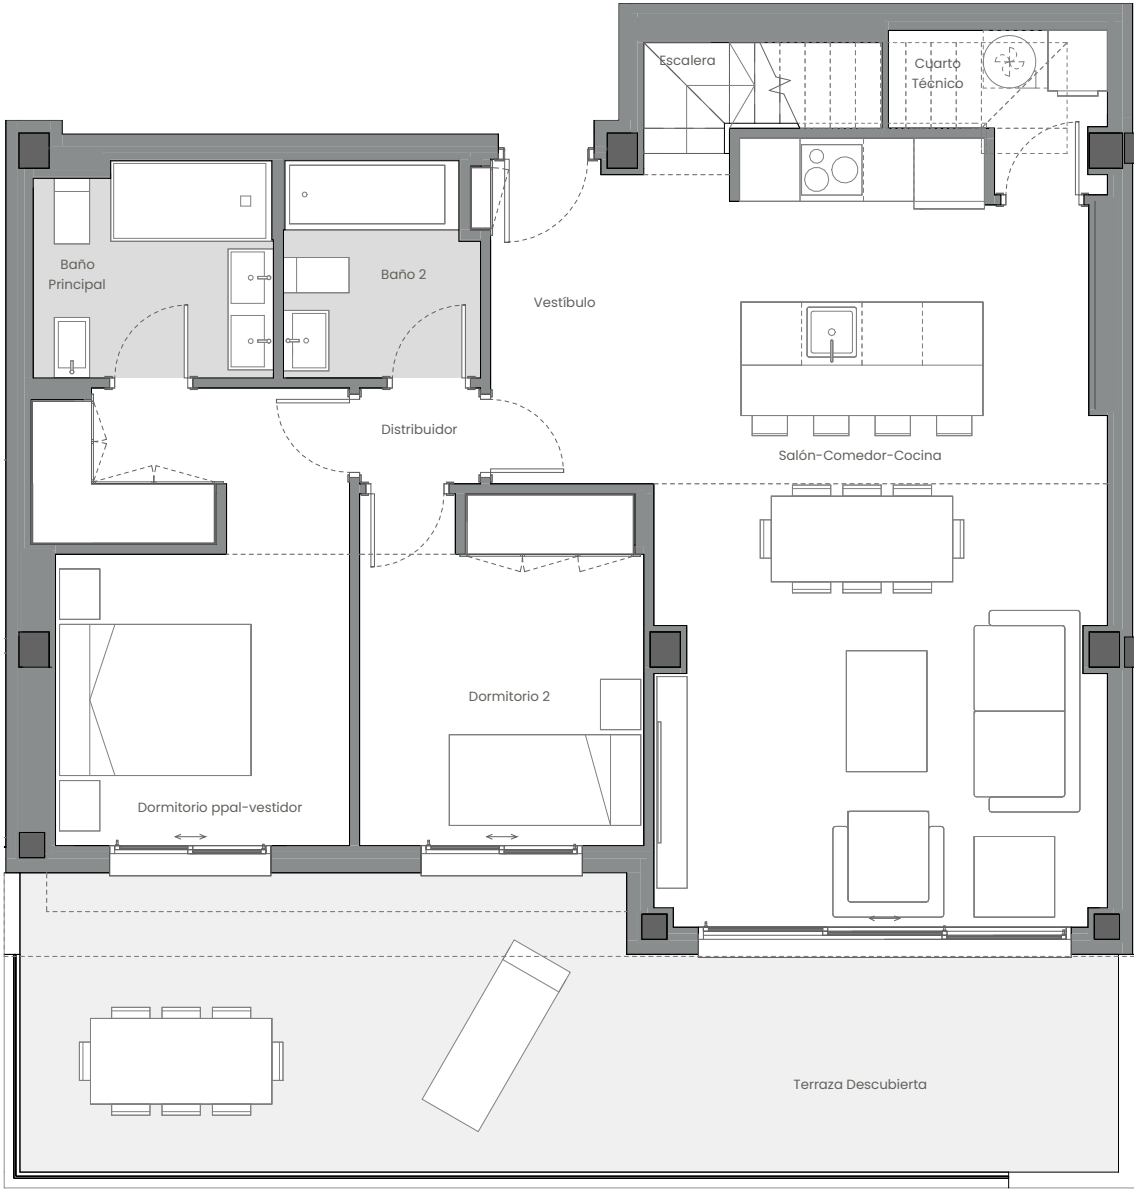 Escalera
Cuarto
Técnico
Baño
Principal
Baño 2
Vestíbulo
Distribuidor
Salón-Comedor-Cocina
Dormitorio 2
Dormitorio ppal-vestidor
Terraza Descubierta